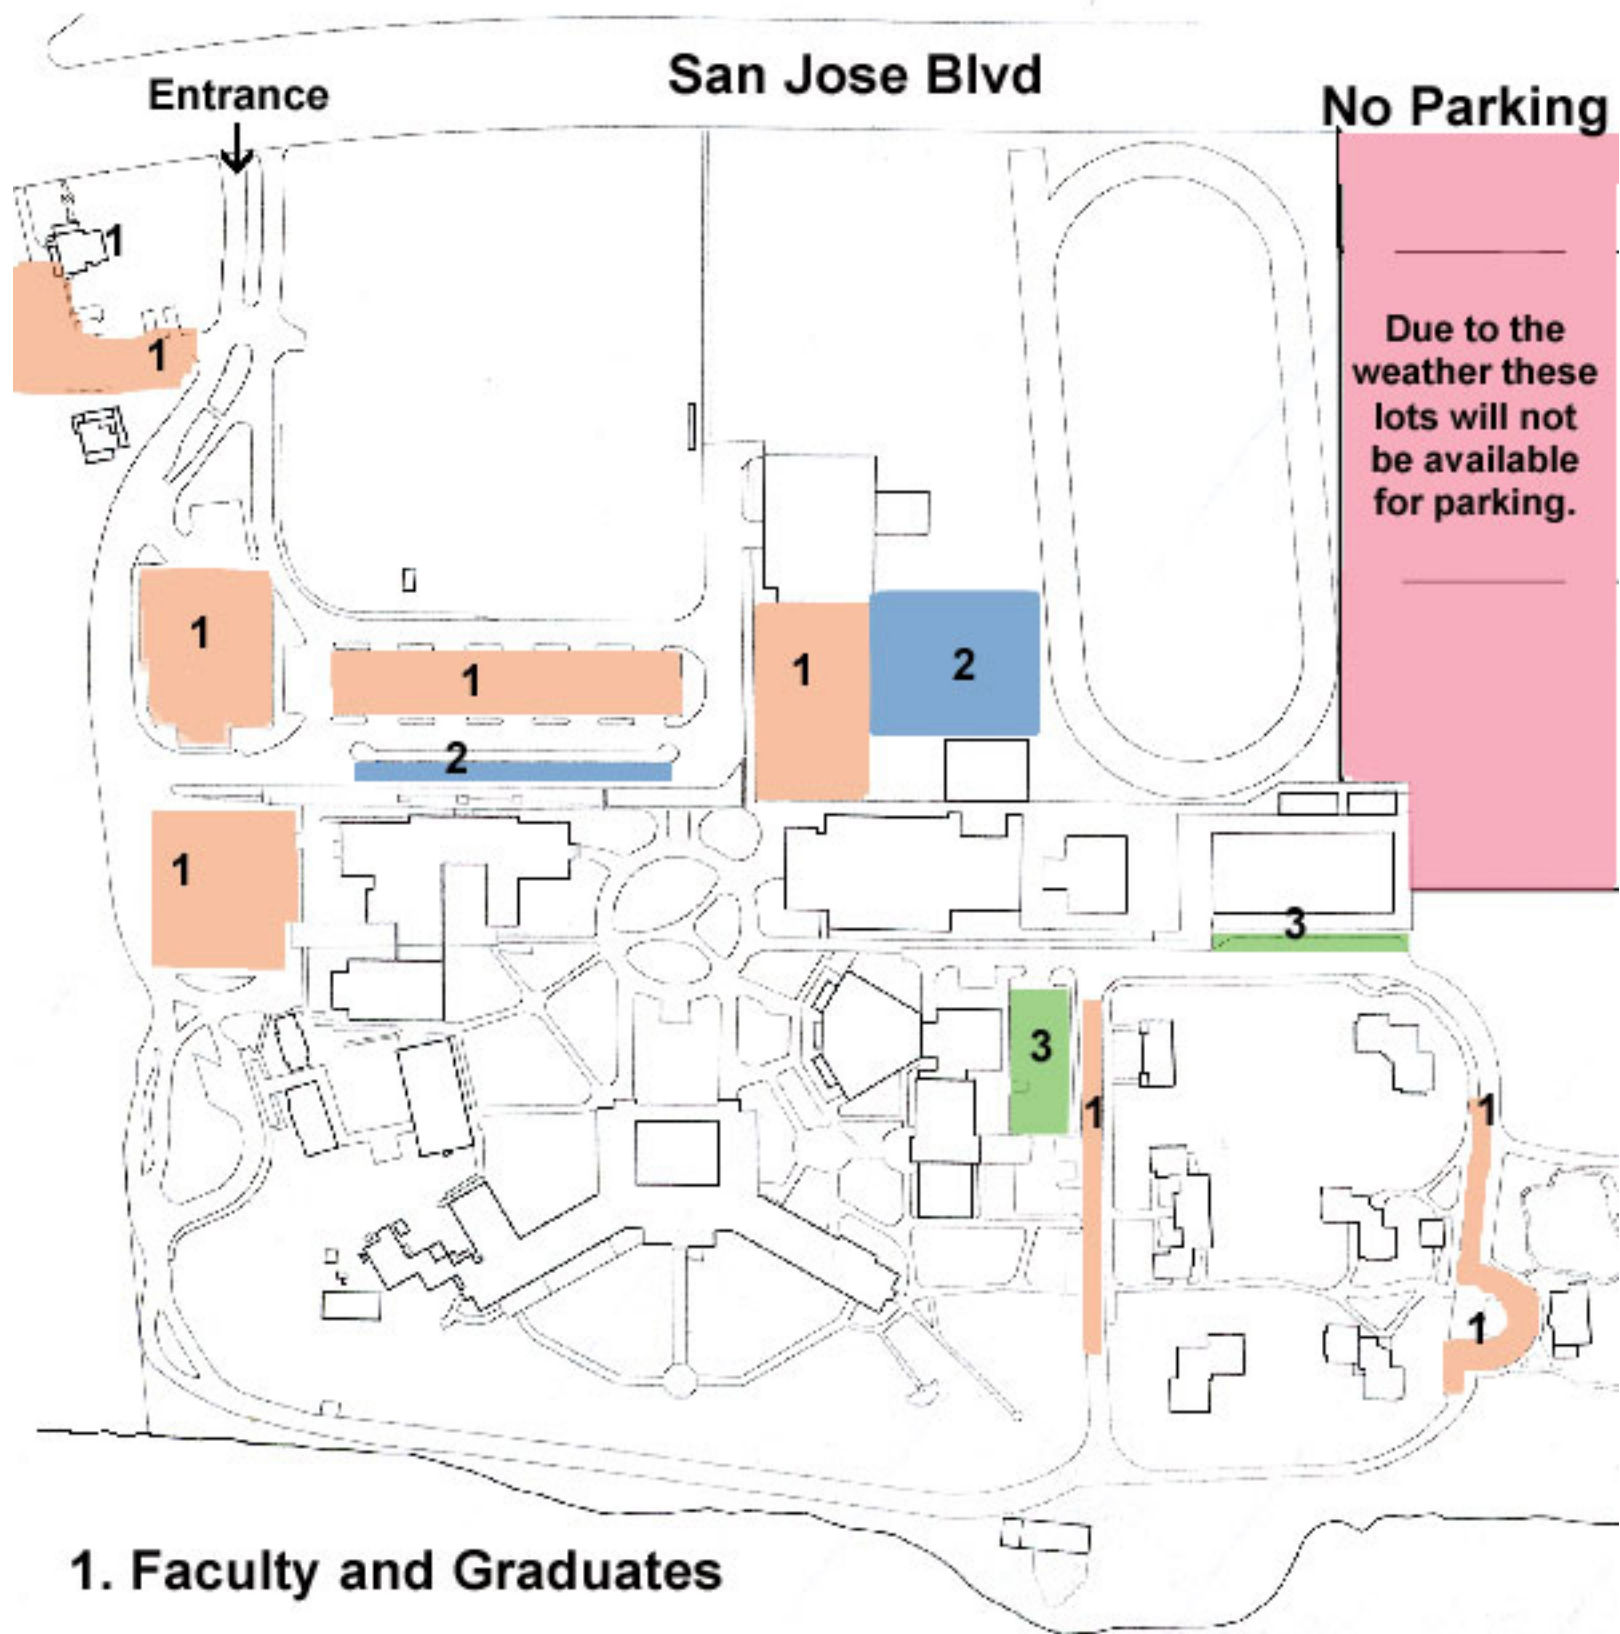 San Jose Blvd
Entrance
No Parking
1
Due to the
weather these
lots will not
be available
for parking.
1
1
1
1
2
2
1
3
3
1
1
1
1. Faculty and Graduates